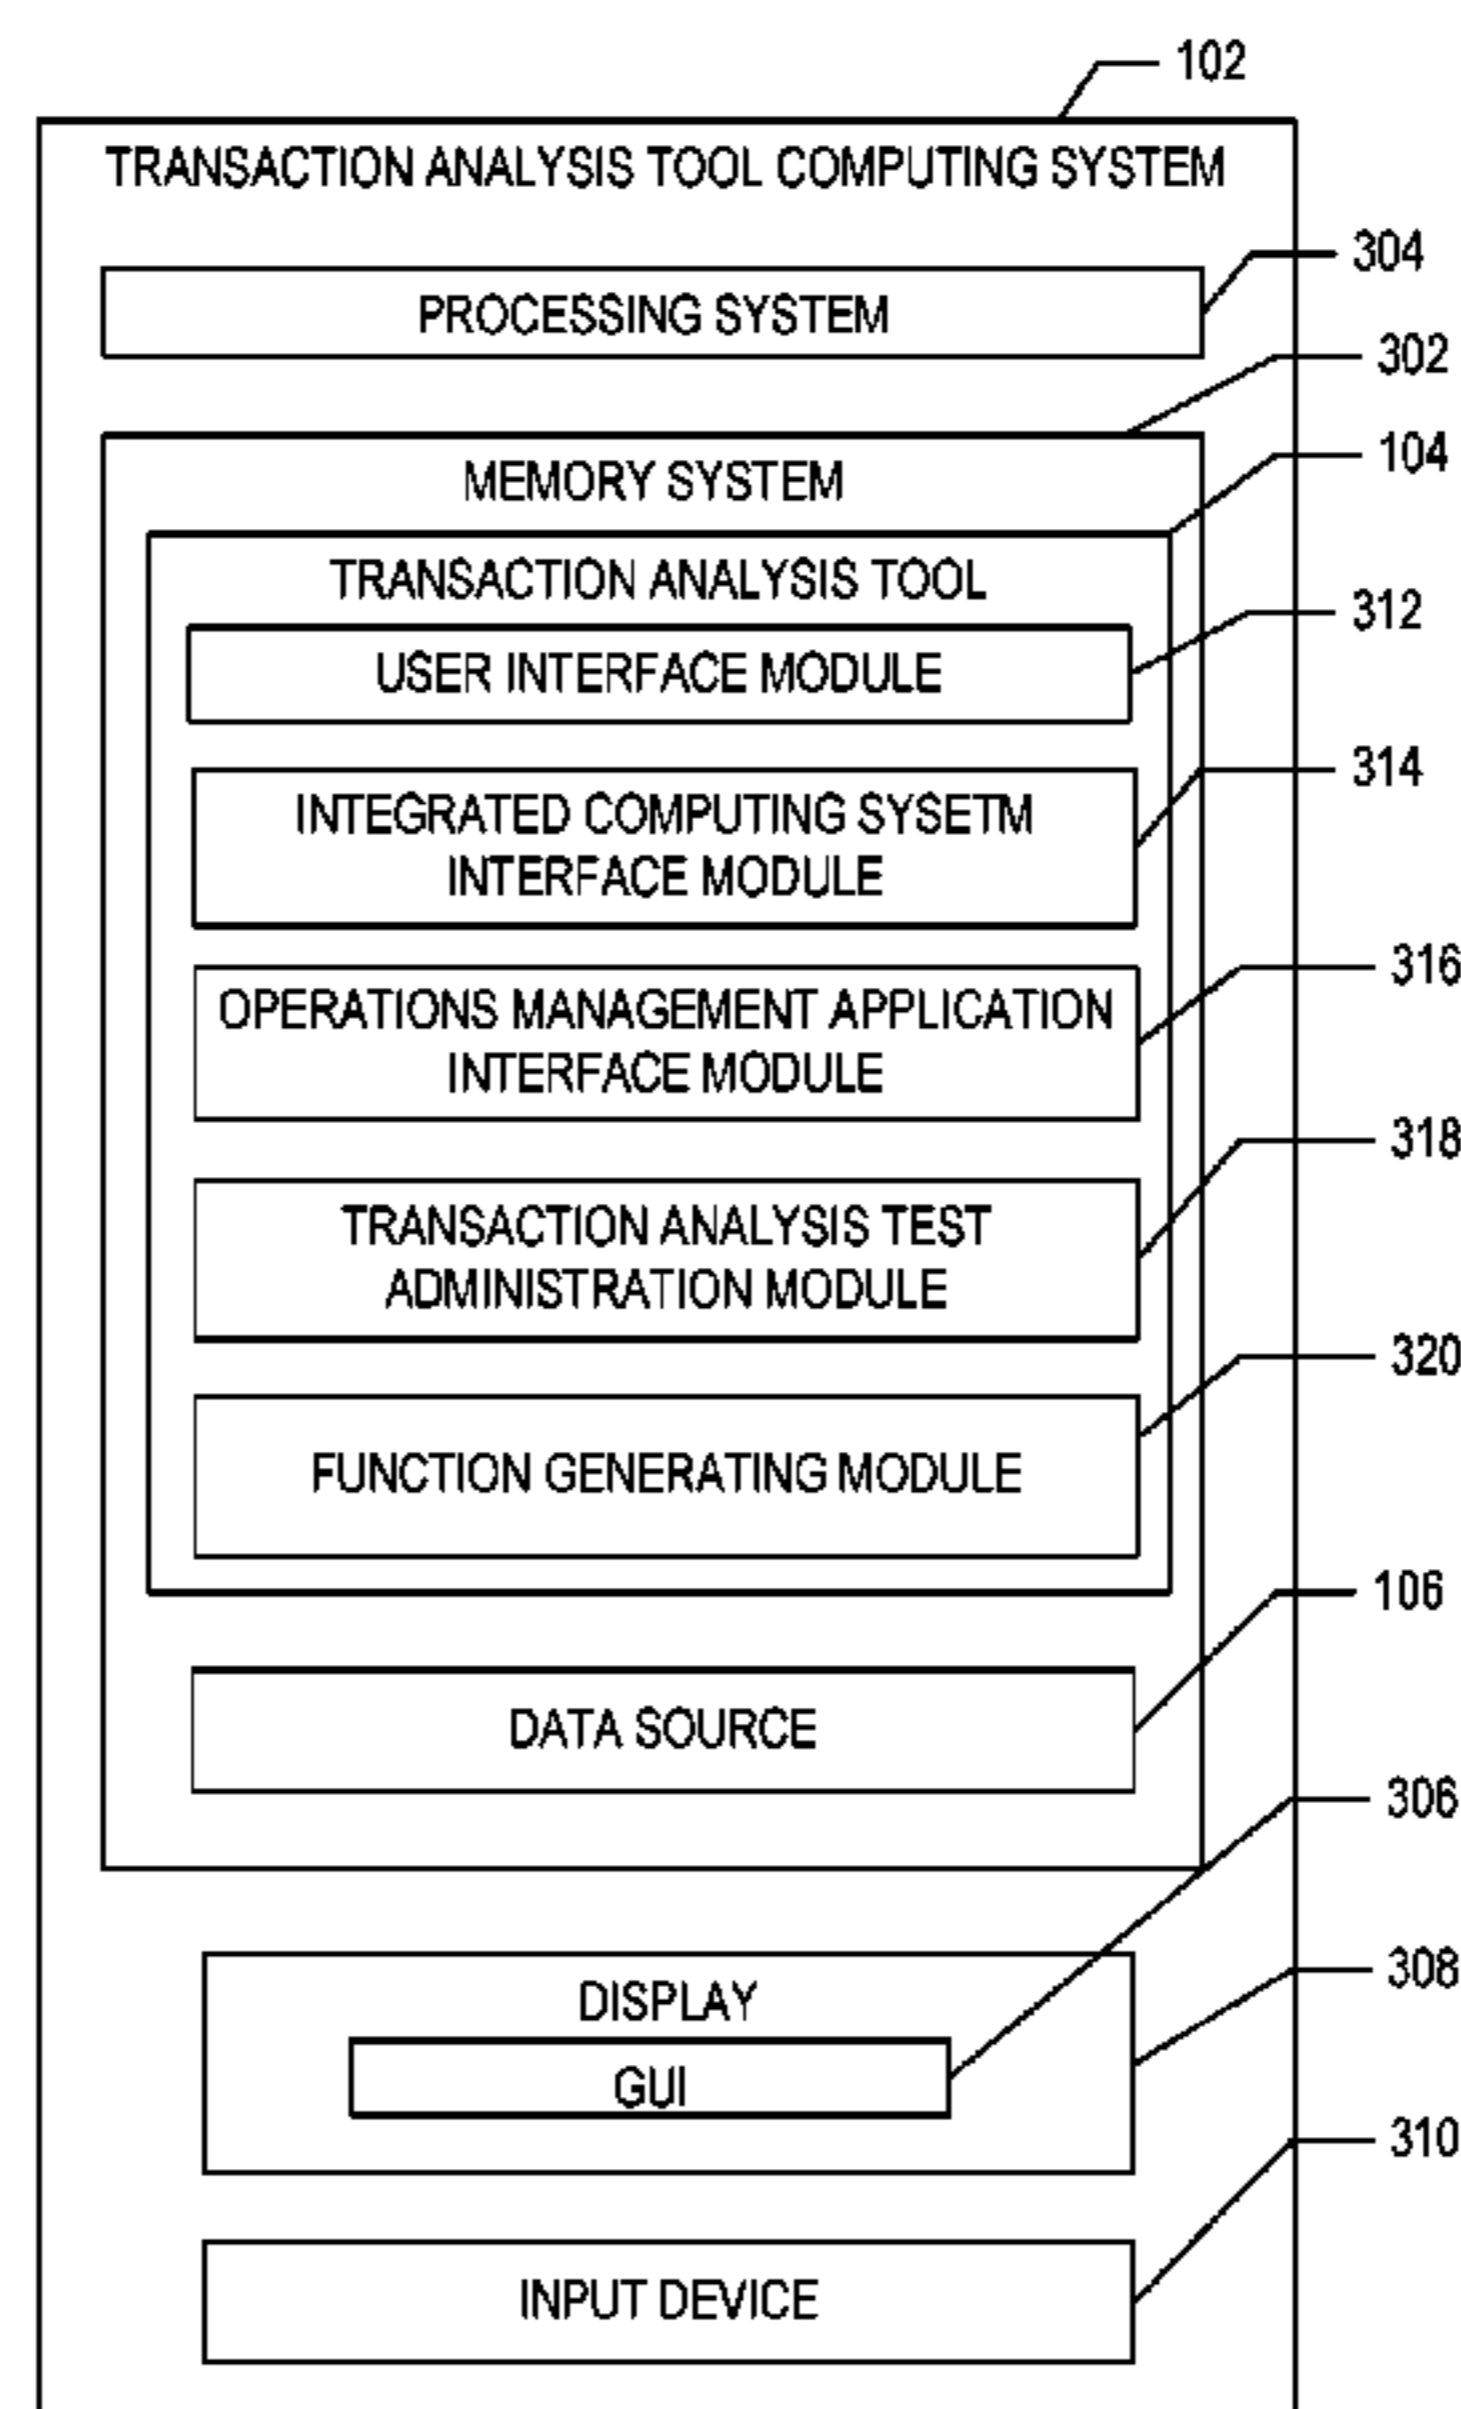 102
TRANSACTION ANALYSIS TOOL COMPUTING SYSTEM
304
PROCESSING SYSTEM
302
MEMORY SYSTEM
104
TRANSACTION ANALYSIS TOOL
312
USER INTERFACE MODULE
314
INTEGRATED COMPUTING SYSETM
INTERFACE MODULE
316
OPERATIONS MANAGEMENT APPLICATION
INTERFACE MODULE
318
TRANSACTION ANALYSIS TEST
ADMINISTRATION MODULE
320
FUNCTION GENERATING MODULE
106
DATA SOURCE
306
308
DISPLAY
GUI
310
INPUT DEVICE